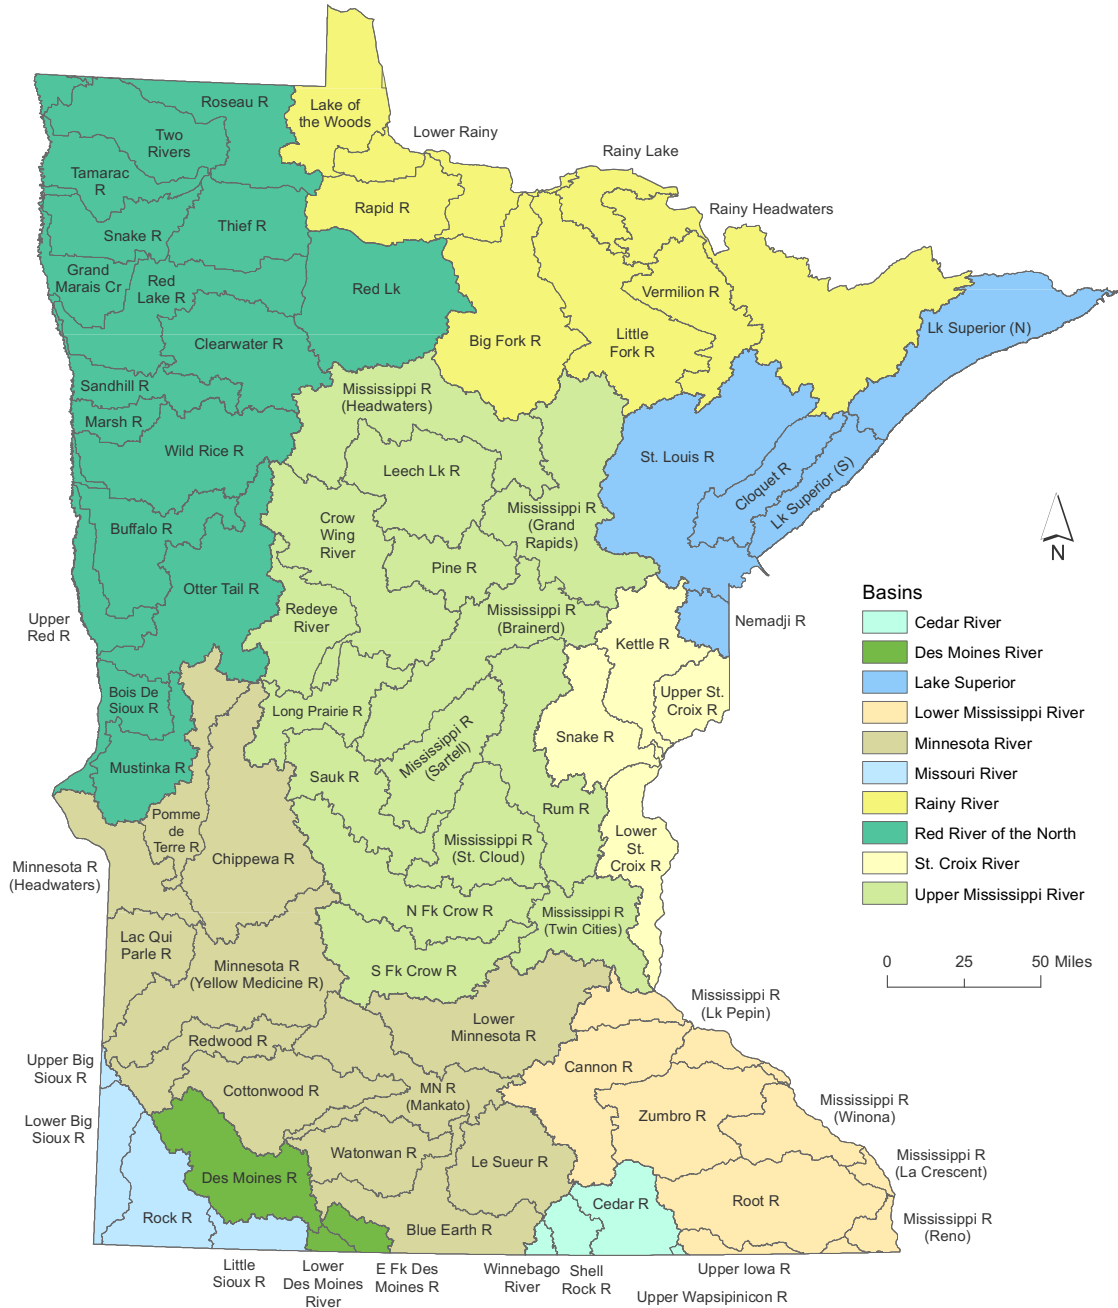 Roseau R
Lake of
the Woods
Lower Rainy
Two
Rivers
Rainy Lake
Tamarac
R
Rapid R
Rainy Headwaters
Thief R
Snake R
Grand
Marais Cr
Red
Lake R
Red Lk
Vermilion R
Lk Superior (N)
Clearwater R
Big Fork R
Little
Fork R
Sandhill R
Mississippi R
(Headwaters)
Marsh R
Wild Rice R
Leech Lk R
St. Louis R
Cloquet R
Lk Superior (S)
Buffalo R
Crow
Wing
River
Mississippi R
(Grand
Rapids)
N
Pine R
Otter Tail R
Redeye
River
Mississippi R
(Brainerd)
Upper
Red R
Kettle R
Nemadji R
Basins
Cedar River
Des Moines River
Lake Superior
Lower Mississippi River
Minnesota River
Missouri River
Rainy River
Red River of the North
St. Croix River
Upper Mississippi River
Bois De
Sioux R
Long Prairie R
Upper St.
Croix R
Mississippi R
(Sartell)
Snake R
Mustinka R
Sauk R
Rum R
Pomme
de
Terre R
Mississippi R
(St. Cloud)
Lower
St.
Croix R
Minnesota R
(Headwaters)
Chippewa R
N Fk Crow R
Mississippi R
(Twin Cities)
Lac Qui
Parle R
Minnesota R
(Yellow Medicine R)
S Fk Crow R
0 25 50 Miles
Mississippi R
(Lk Pepin)
Lower
Minnesota R
Redwood R
Upper Big
Sioux R
Cannon R
Cottonwood R
MN R
(Mankato)
Zumbro R
Mississippi R
(Winona)
Lower Big
Sioux R
Watonwan R
Le Sueur R
Mississippi R
(La Crescent)
Des Moines R
Root R
Cedar R
Rock R
Blue Earth R
Mississippi R
(Reno)
Little
Sioux R
Lower
Des Moines
River
E Fk Des
Moines R
Winnebago
River
Shell
Rock R
Upper Iowa R
Upper Wapsipinicon R